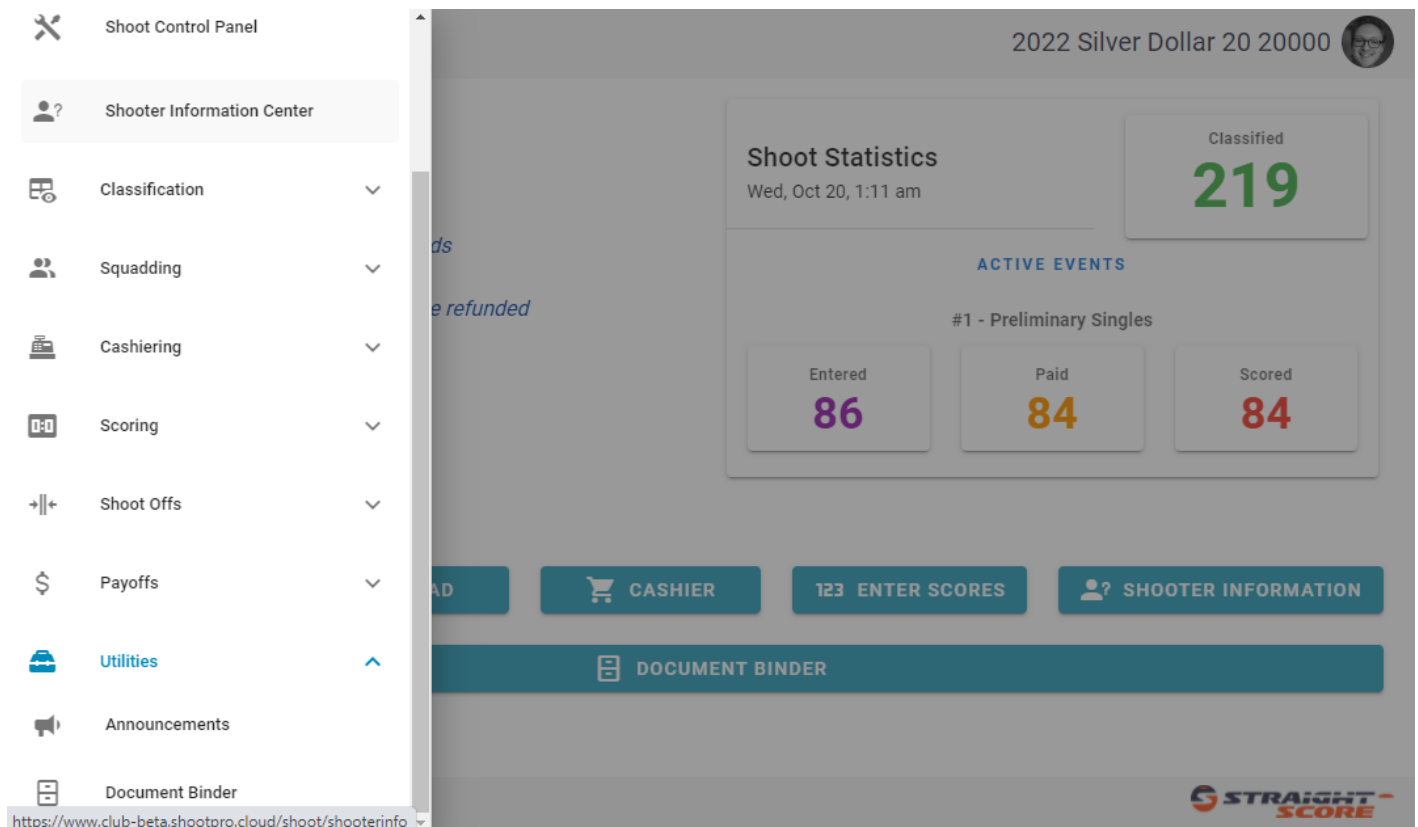 Shoot Control Panel
Shooter Information Center
Classification
Squadding
Cashiering
Scoring
Shoot Offs
Payoffs
Utilities
Announcements
Document Binder
https://www.club-beta.shootpro.cloud/shoot/shooterinfo
2022 Silver Dollar 20 20000
Shoot Statistics
Wed, Oct 20, 1:11 am
Classified
219
ds
e refunded
ACTIVE EVENTS
#1 - Preliminary Singles
Entered
86
Paid
84
Scored
84
AD
CASHIER
123 ENTER SCORES
? SHOOTER INFORMATION
DOCUMENT BINDER
STRAIGHT-
SCORE